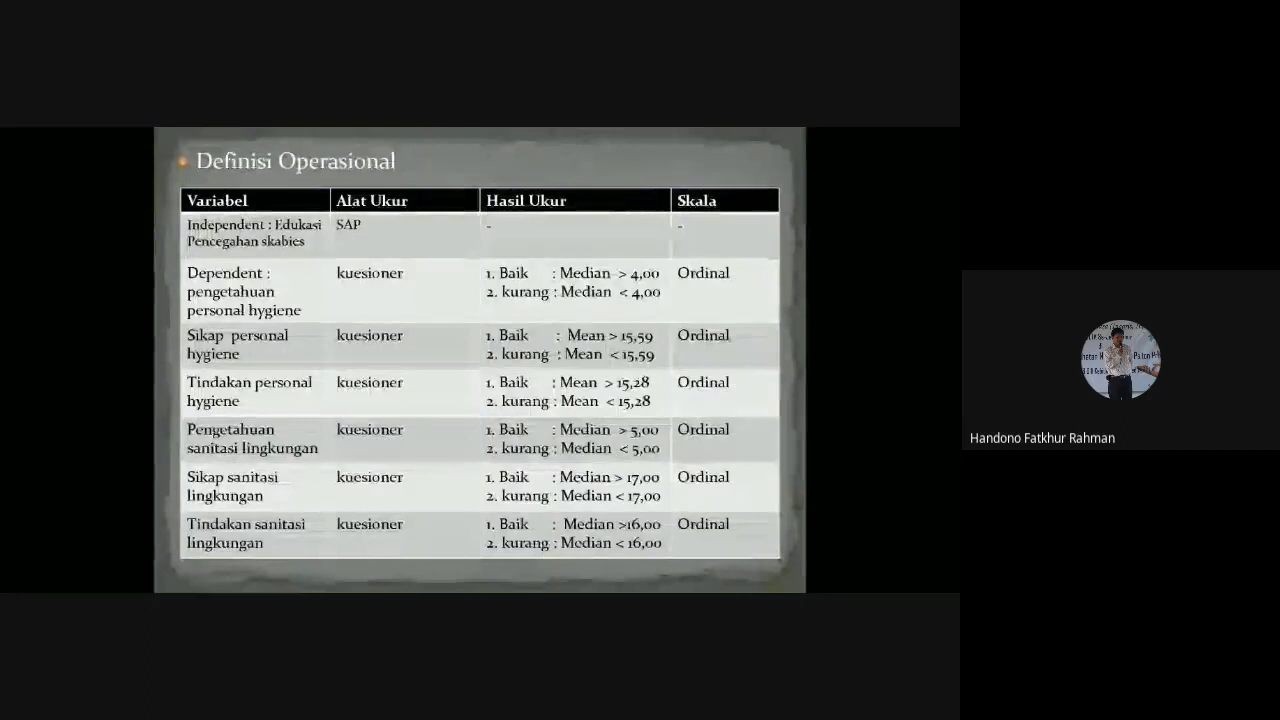 Definisi Operasional
Variabel Alat Ukur Hasil Ukur Skala
Independent : Edukasi SAP - -
Pencegahan skabies
Dependent : kuesioner 1. Baik : Median > 4,00 Ordinal
pengetahuan 2. kurang : Median < 4,00
personal hygiene
Sikap personal kuesioner 1. Baik : Mean > 15,59 Ordinal
hygiene 2. kurang : Mean < 15,59
Tindakan personal kuesioner 1. Baik : Mean > 15,28 Ordinal
hygiene 2. kurang : Mean < 15,28
Pengetahuan kuesioner 1. Baik : Median > 5,00 Ordinal
sanitasi lingkungan 2. kurang : Median < 5,00
Sikap sanitasi kuesioner 1. Baik : Median > 17,00 Ordinal
lingkungan 2. kurang : Median < 17,00
Tindakan sanitasi kuesioner 1. Baik : Median >16,00 Ordinal
lingkungan 2. kurang : Median < 16,00
Handono Fatkhur Rahman